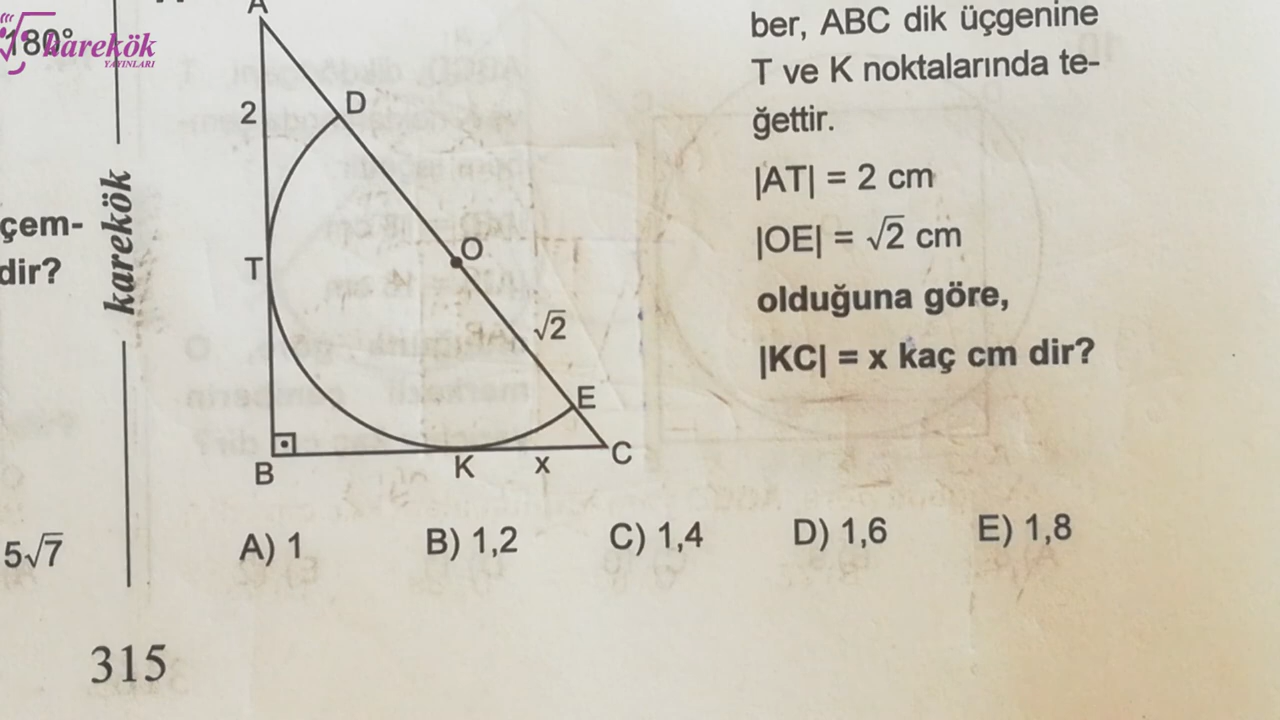 180°
karekök
YAYINLARI
çem-
dir?
5√7
karekök
315
A
2
D
T
O
√2
E
B
K
x
C
ber, ABC dik üçgenine
T ve K noktalarında te-
ğettir.
|AT| = 2 cm
|OE| = √2 cm
olduğuna göre,
|KC| = x kaç cm dir?
A) 1 B) 1,2 C) 1,4 D) 1,6 E) 1,8